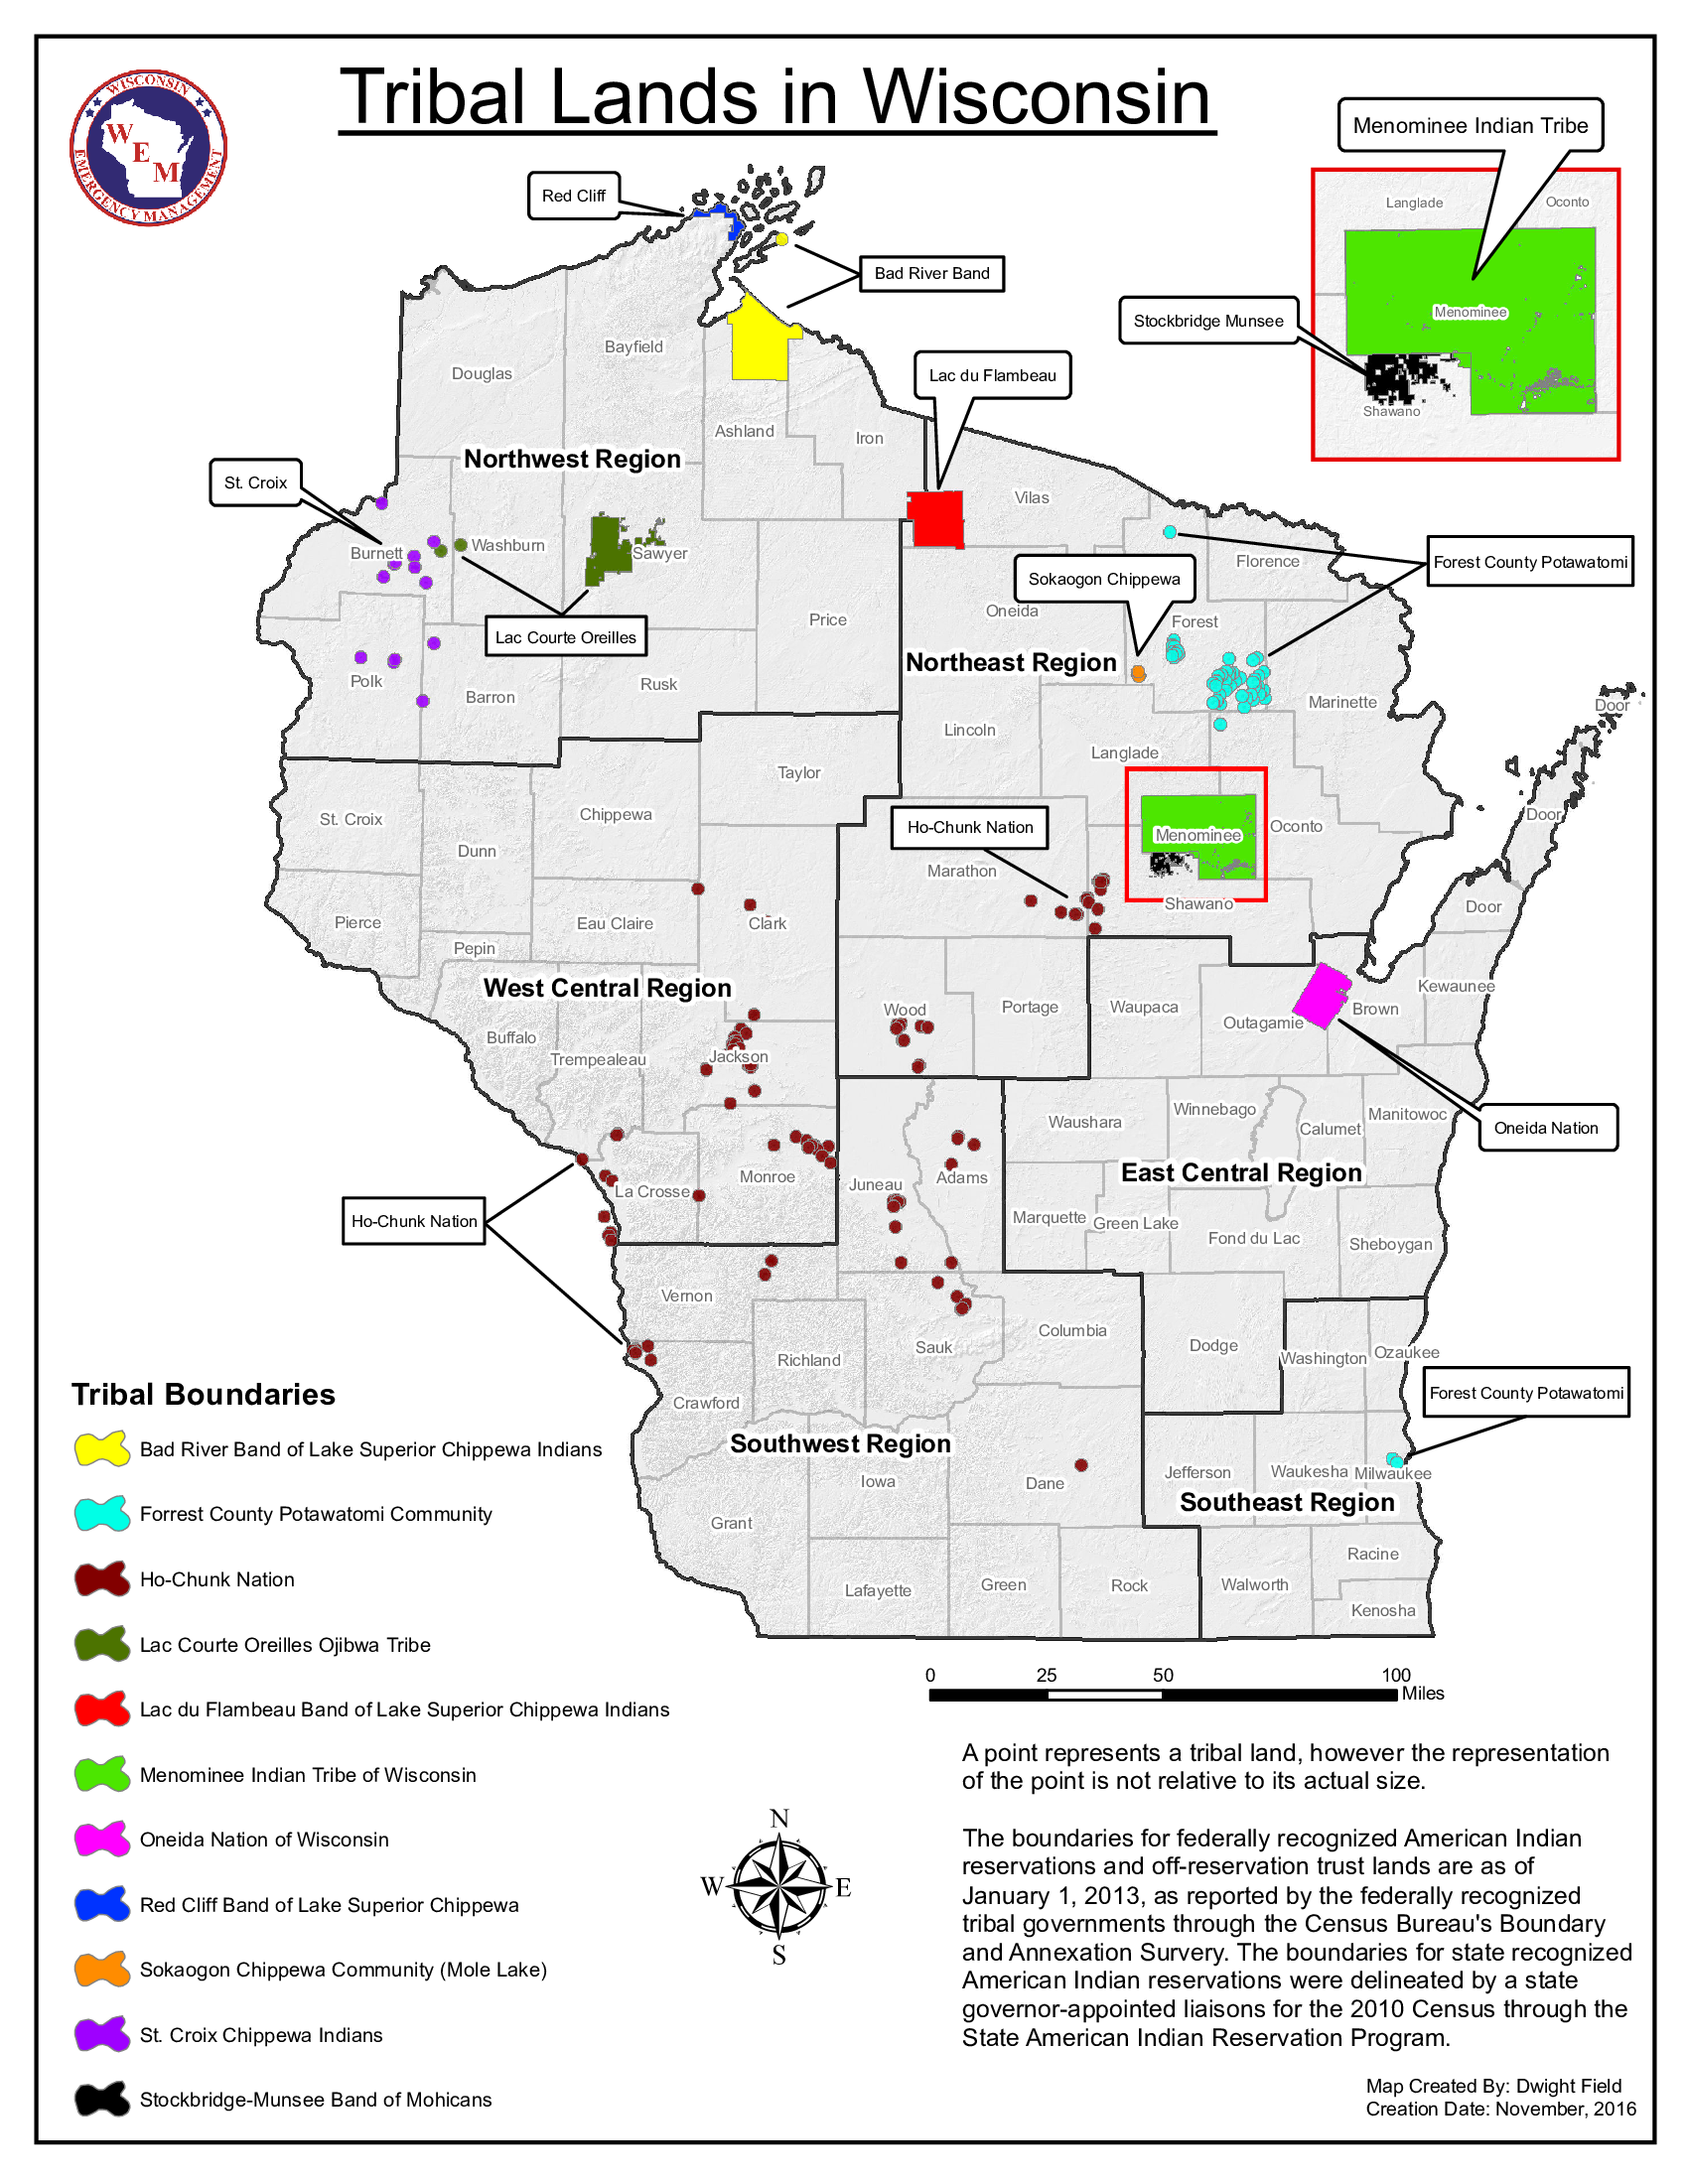 Tribal Lands in Wisconsin
WISCONSIN
W
E
M
EMERGENCY MANAGEMENT
Menominee Indian Tribe
Langlade
Oconto
Menominee
Stockbridge Munsee
Shawano
Red Cliff
Bad River Band
Lac du Flambeau
Bayfield
Douglas
Ashland
Iron
Vilas
Northwest Region
St. Croix
Burnett
Washburn
Sawyer
Lac Courte Oreilles
Forest County Potawatomi
Florence
Sokaogon Chippewa
Oneida
Forest
Price
Northeast Region
Polk
Barron
Rusk
Marinette
Door
Lincoln
Langlade
Taylor
St. Croix
Chippewa
Door
Ho-Chunk Nation
Menominee
Oconto
Dunn
Marathon
Shawano
Door
Pierce
Eau Claire
Clark
Pepin
West Central Region
Kewaunee
Wood
Portage
Waupaca
Outagamie
Brown
Buffalo
Trempealeau
Jackson
Waushara
Winnebago
Calumet
Manitowoc
Oneida Nation
East Central Region
Monroe
Juneau
Adams
La Crosse
Ho-Chunk Nation
Marquette
Green Lake
Fond du Lac
Sheboygan
Vernon
Columbia
Sauk
Dodge
Richland
Washington
Ozaukee
Forest County Potawatomi
Crawford
Southwest Region
Iowa
Dane
Jefferson
Waukesha
Milwaukee
Southeast Region
Grant
Racine
Lafayette
Green
Rock
Walworth
Kenosha
Tribal Boundaries
Bad River Band of Lake Superior Chippewa Indians
Forrest County Potawatomi Community
Ho-Chunk Nation
Lac Courte Oreilles Ojibwa Tribe
Lac du Flambeau Band of Lake Superior Chippewa Indians
Menominee Indian Tribe of Wisconsin
Oneida Nation of Wisconsin
Red Cliff Band of Lake Superior Chippewa
Sokaogon Chippewa Community (Mole Lake)
St. Croix Chippewa Indians
Stockbridge-Munsee Band of Mohicans
0 25 50 100
Miles
N
W
E
S
A point represents a tribal land, however the representation
of the point is not relative to its actual size.
The boundaries for federally recognized American Indian
reservations and off-reservation trust lands are as of
January 1, 2013, as reported by the federally recognized
tribal governments through the Census Bureau's Boundary
and Annexation Survery. The boundaries for state recognized
American Indian reservations were delineated by a state
governor-appointed liaisons for the 2010 Census through the
State American Indian Reservation Program.
Map Created By: Dwight Field
Creation Date: November, 2016